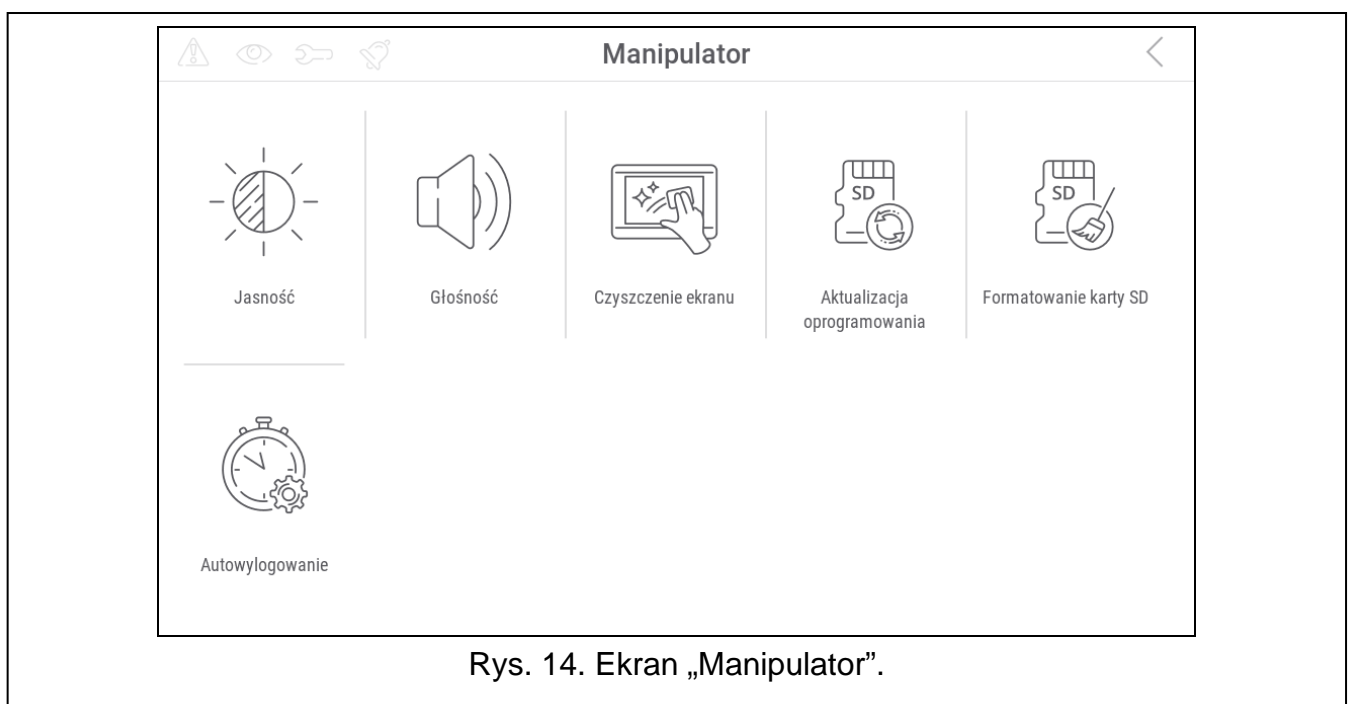 Manipulator
SD
SD
Jasność
Głośność
Czyszczenie ekranu
Aktualizacja
oprogramowania
Formatowanie karty SD
Autowylogowanie
Rys. 14. Ekran „Manipulator”.